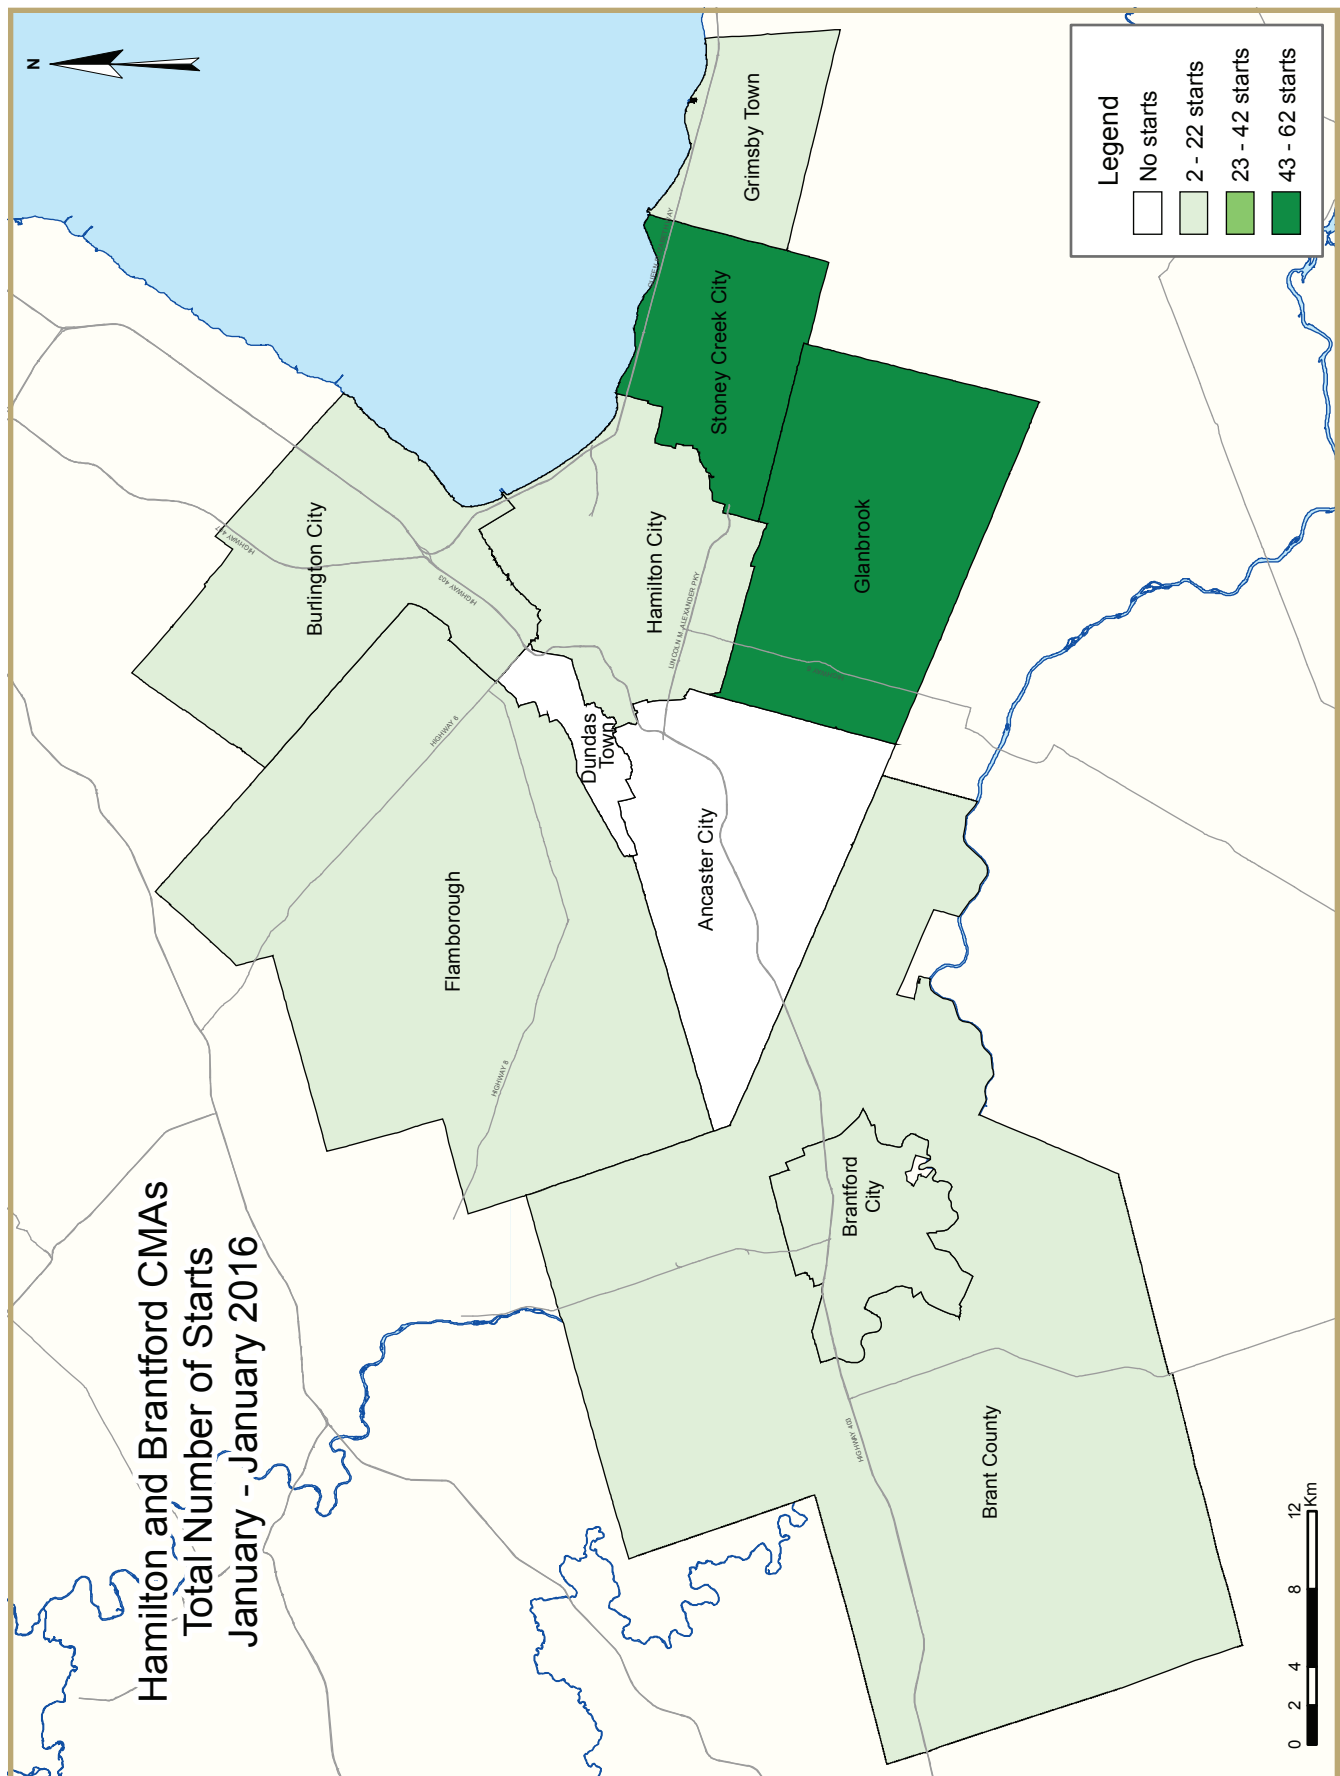 Hamilton and Brantford CMAs
Total Number of Starts
January - January 2016
N
Burlington City
HIGHWAY 403
HIGHWAY 6
Flamborough
HIGHWAY 8
Dundas
Town
Hamilton City
LINCOLN M. ALEXANDER PKY
Stoney Creek City
Grimsby Town
Glanbrook
Ancaster City
Brantford
City
HIGHWAY 403
Brant County
Legend
No starts
2 - 22 starts
23 - 42 starts
43 - 62 starts
0 2 4 8 12
Km